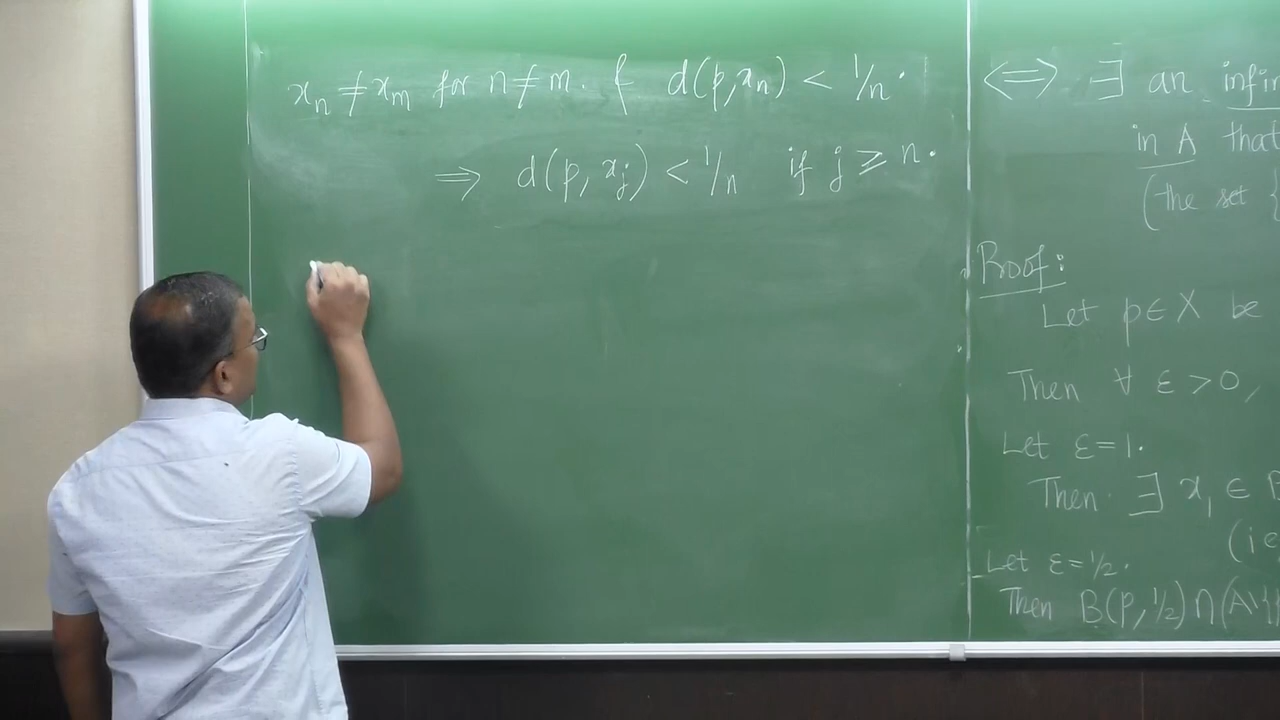 xₙ ≠ xₘ for n ≠ m. & d(p, xₙ) < 1/n.
⇒ d(p, xⱼ) < 1/n if j ≥ n.
⇔ ∃ an
in A that
(the set {
Proof:
Let p ∈ X be
Then ∀ ε > 0,
Let ε = 1.
Then ∃ x₁ ∈ B
(ie
Let ε = 1/2.
Then B(p, 1/2) ∩ (A \ {